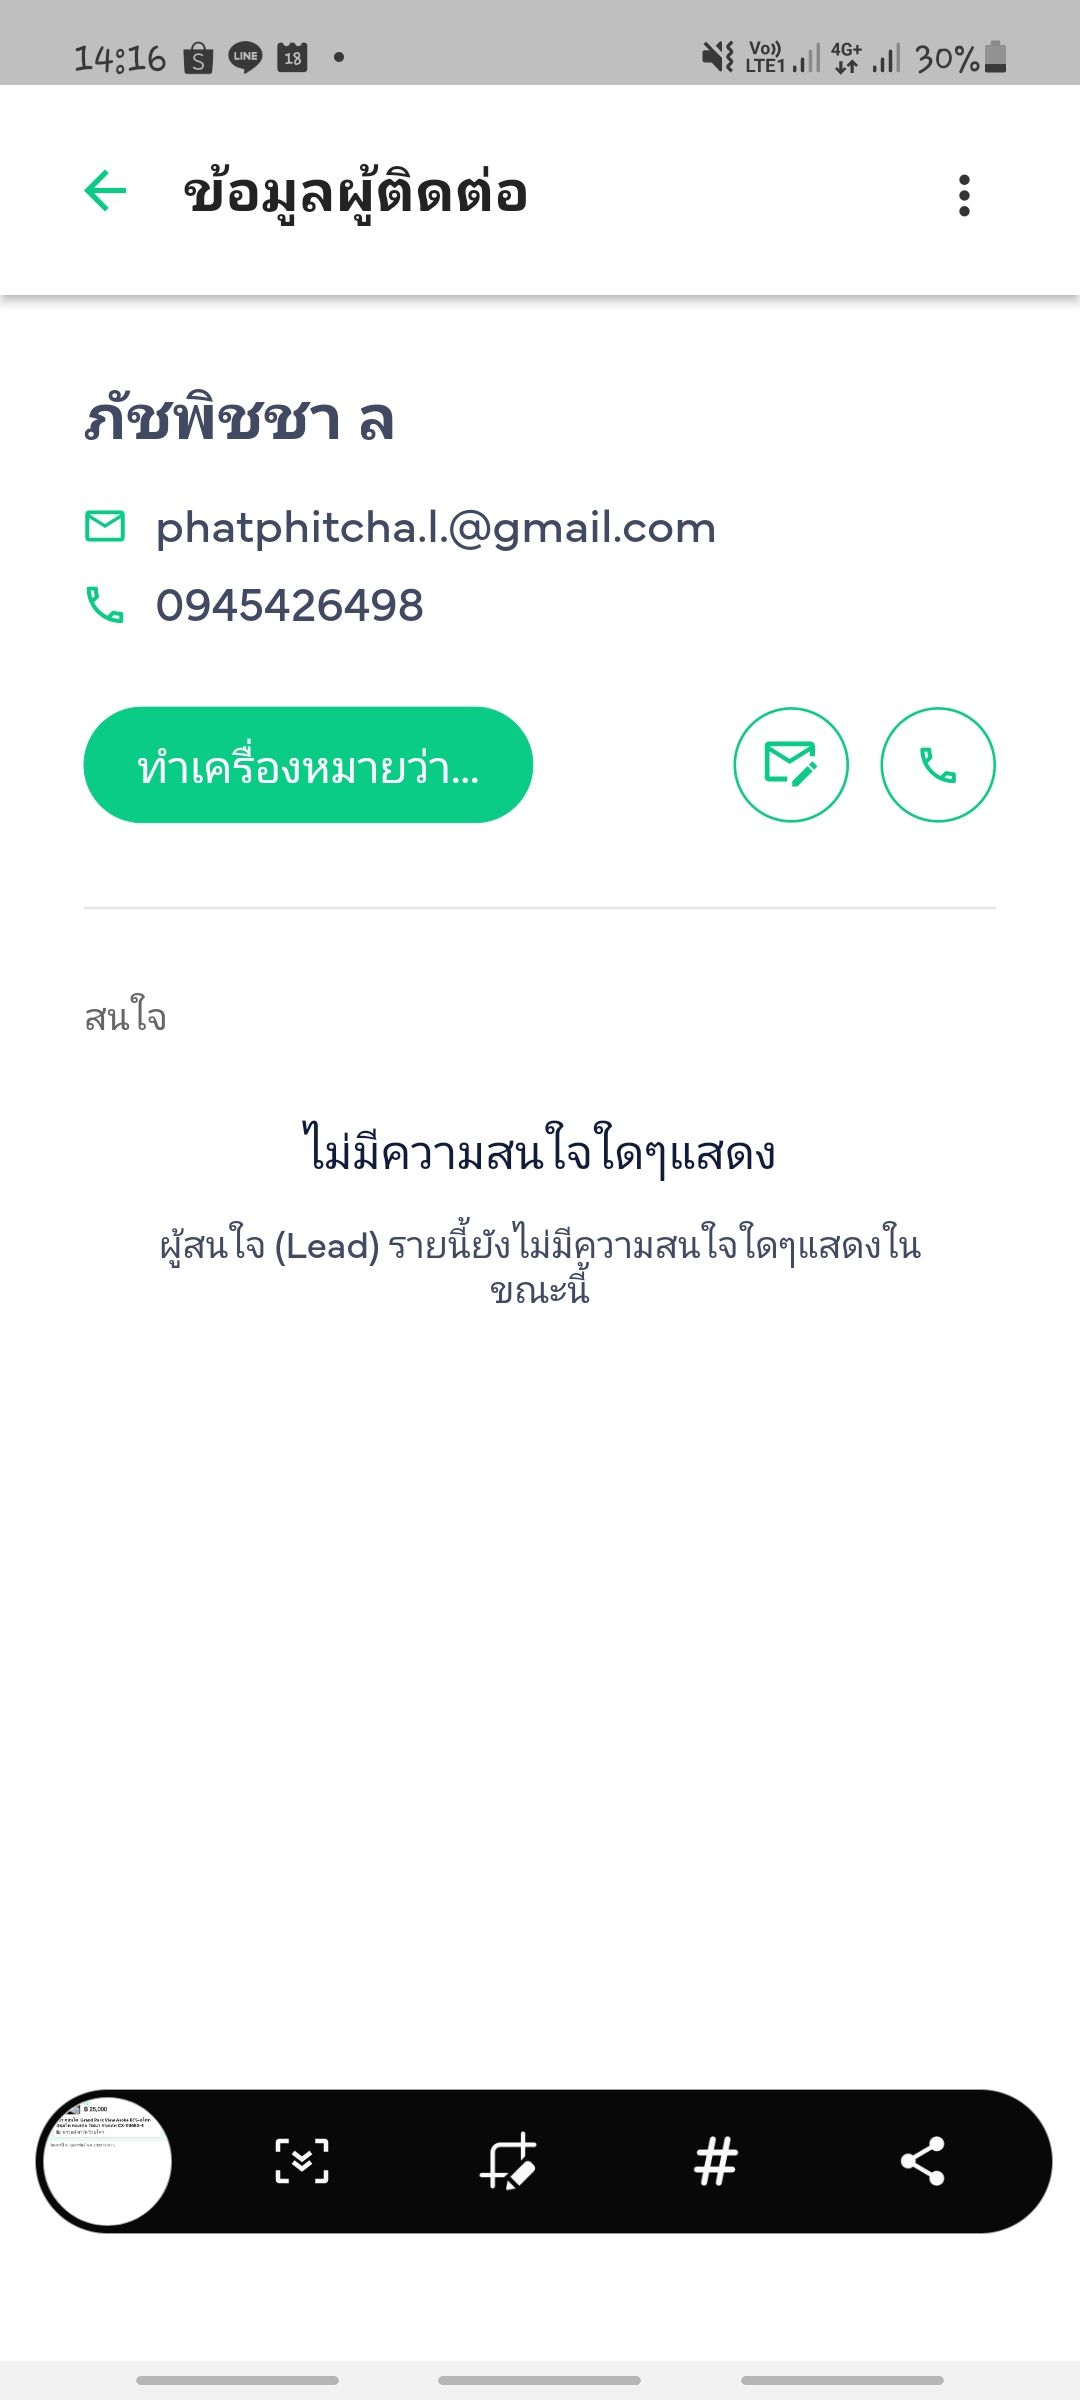 14:16
S
LINE
18
Vo))
LTE1
4G+
30%
ข้อมูลผู้ติดต่อ
ภัชพิชชา ล
phatphitcha.l.@gmail.com
0945426498
ทำเครื่องหมายว่า...
สนใจ
ไม่มีความสนใจใดๆแสดง
ผู้สนใจ (Lead) รายนี้ยังไม่มีความสนใจใดๆแสดงใน
ขณะนี้
฿ 25,000
#